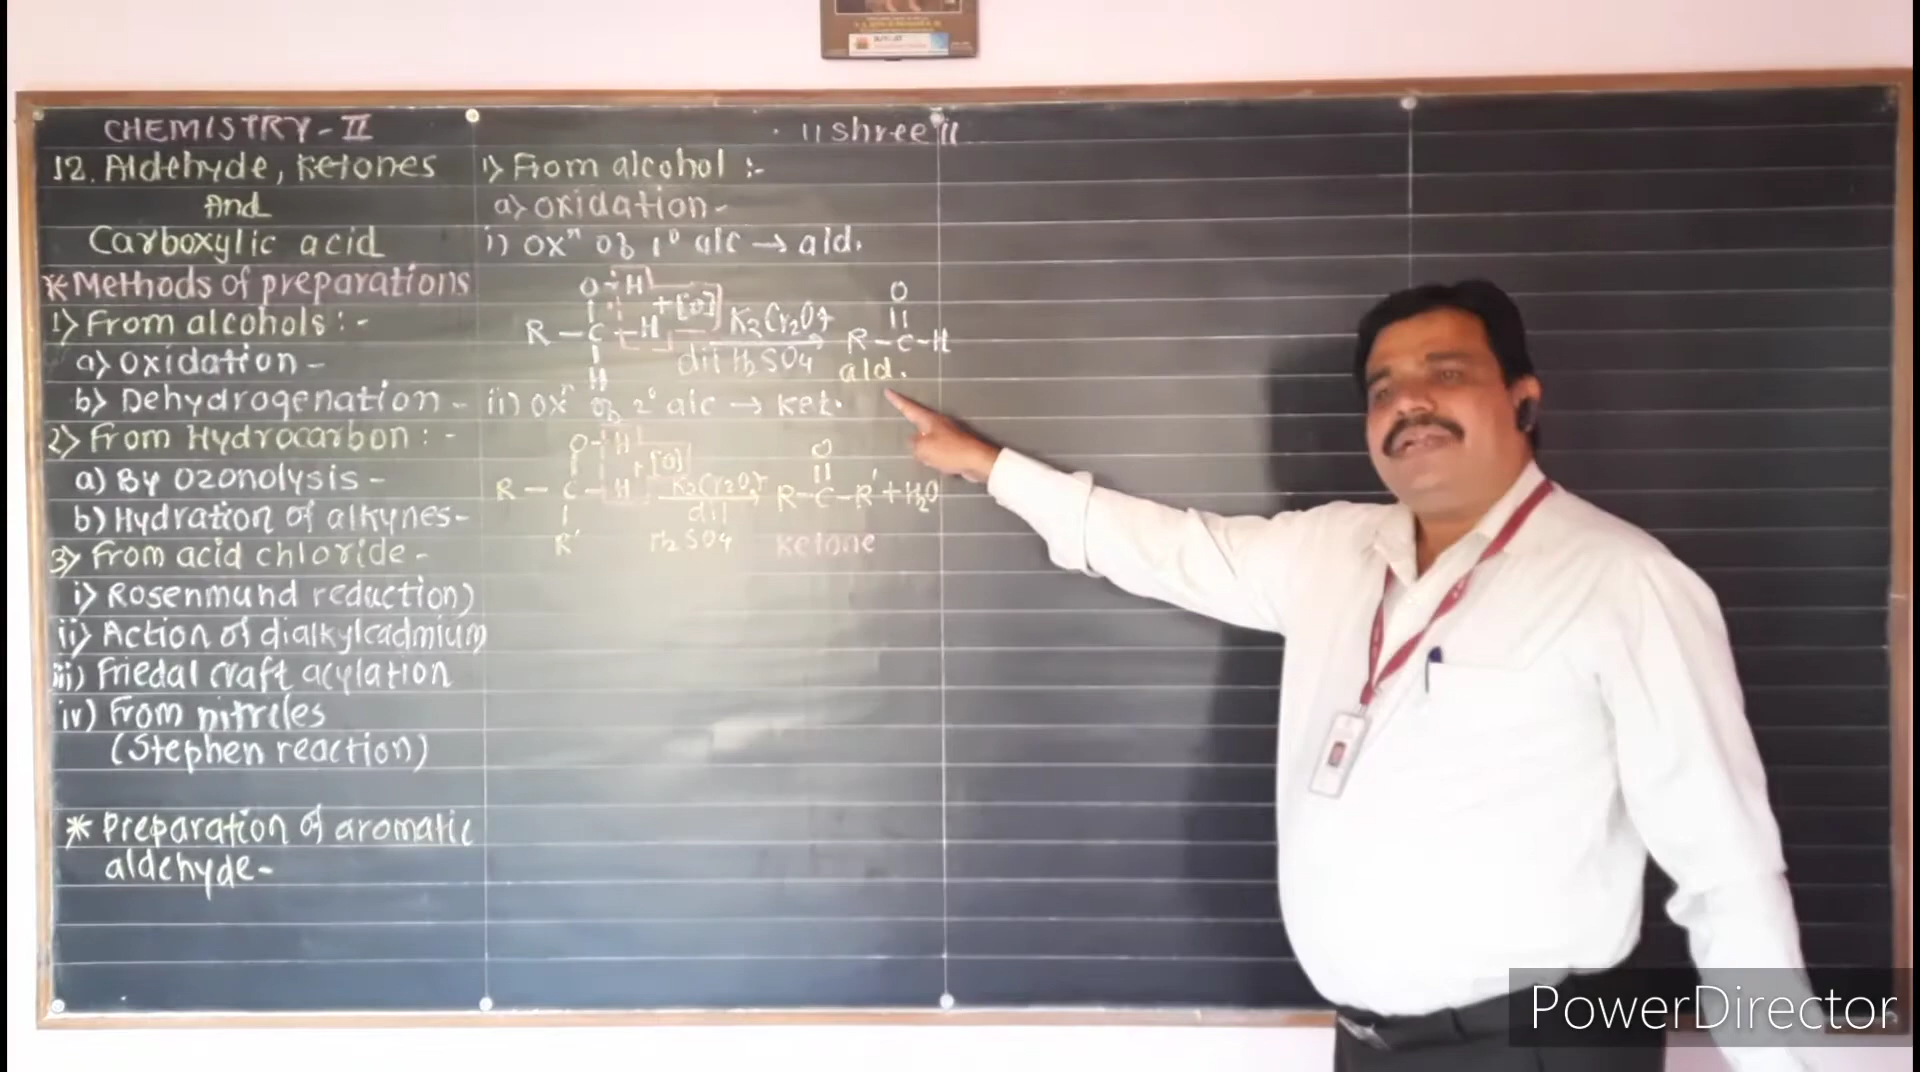 CHEMISTRY-II
12. Aldehyde, Ketones
And
Carboxylic acid
*Methods of preparations
1> From alcohols :-
a> Oxidation -
b> Dehydrogenation -
2> From Hydrocarbon : -
a) By Ozonolysis -
b) Hydration of alkynes-
3> From acid chloride -
i> Rosenmund reduction)
ii> Action of dialkylcadmium
iii) Friedal craft acylation
iv) From nitriles
(Stephen reaction)
* Preparation of aromatic
aldehyde-
|| shree ||
1> From alcohol :-
a> Oxidation -
i) Oxⁿ of 1° alc → ald.
O-H
R - C - H + [O] K2Cr2O7 → R - C - H
O
||
H
dil H2SO4
ald.
ii) Oxⁿ of 2° alc → ket.
O-H
R - C - H + [O] K2Cr2O7 → R-C-R' + H2O
O
||
dil
R'
H2SO4
ketone
PowerDirector